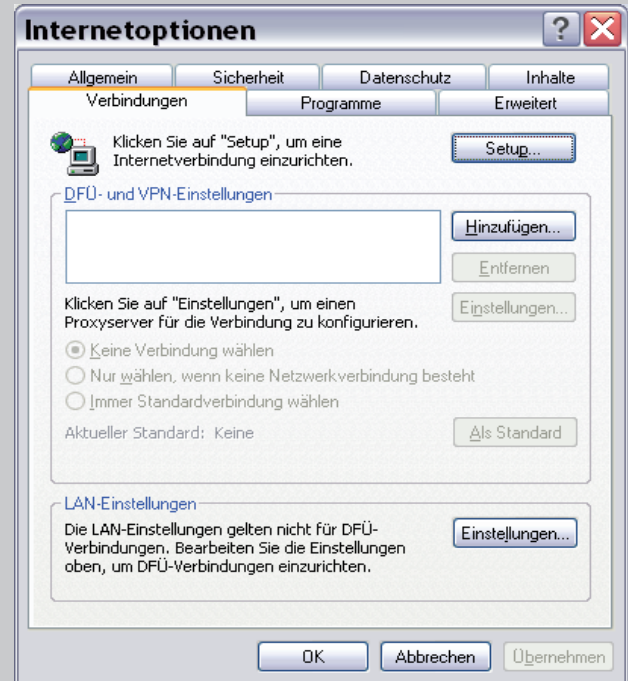 Internetoptionen
Allgemein Sicherheit Datenschutz Inhalte
Verbindungen Programme Erweitert
Klicken Sie auf "Setup", um eine
Internetverbindung einzurichten.
Setup...
DFÜ- und VPN-Einstellungen
Hinzufügen...
Entfernen
Klicken Sie auf "Einstellungen", um einen
Proxyserver für die Verbindung zu konfigurieren.
Einstellungen...
Keine Verbindung wählen
Nur wählen, wenn keine Netzwerkverbindung besteht
Immer Standardverbindung wählen
Aktueller Standard: Keine
Als Standard
LAN-Einstellungen
Die LAN-Einstellungen gelten nicht für DFÜ-
Verbindungen. Bearbeiten Sie die Einstellungen
oben, um DFÜ-Verbindungen einzurichten.
Einstellungen...
OK Abbrechen Übernehmen